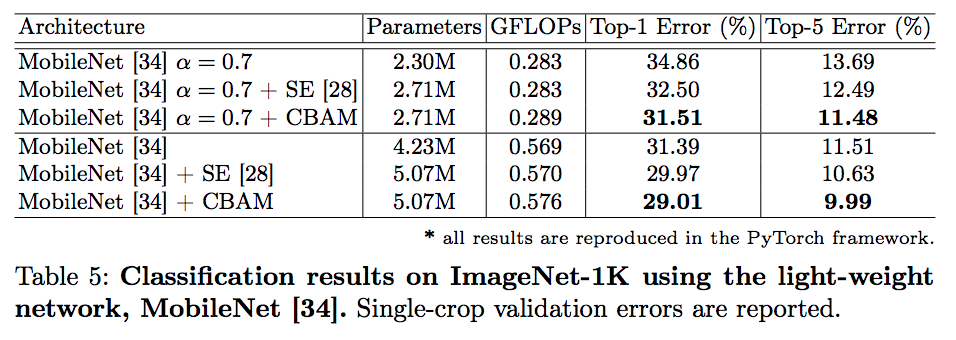 Architecture Parameters GFLOPs Top-1 Error (%) Top-5 Error (%)
MobileNet [34] α = 0.7 2.30M 0.283 34.86 13.69
MobileNet [34] α = 0.7 + SE [28] 2.71M 0.283 32.50 12.49
MobileNet [34] α = 0.7 + CBAM 2.71M 0.289 31.51 11.48
MobileNet [34] 4.23M 0.569 31.39 11.51
MobileNet [34] + SE [28] 5.07M 0.570 29.97 10.63
MobileNet [34] + CBAM 5.07M 0.576 29.01 9.99
* all results are reproduced in the PyTorch framework.
Table 5: Classification results on ImageNet-1K using the light-weight
network, MobileNet [34]. Single-crop validation errors are reported.